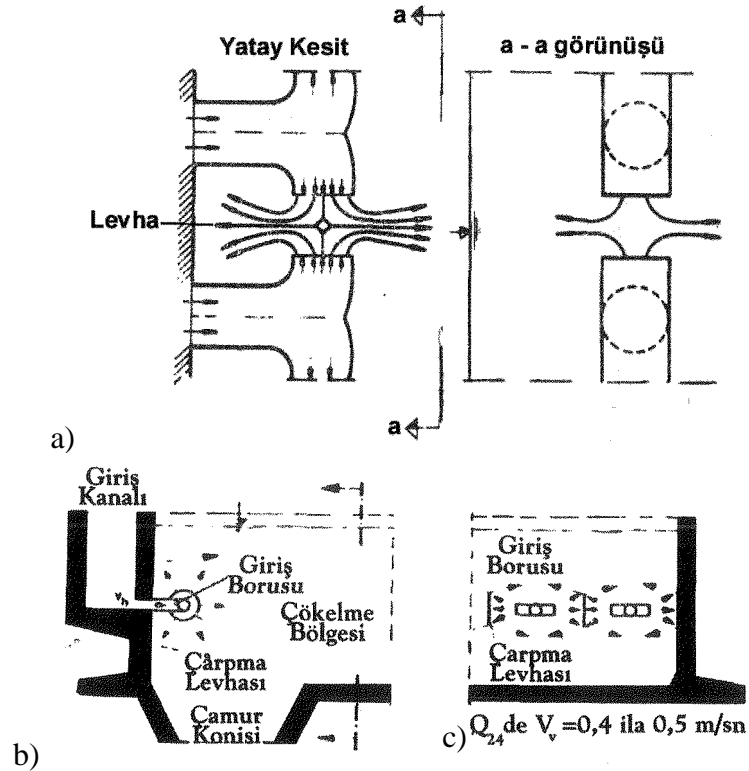 a
Yatay Kesit
a - a görünüşü
Levha
a
a)
Giriş
Kanalı
Giriş
Borusu
Çökelme
Bölgesi
Çârpma
Levhası
Çamur
Konisi
b)
Giriş
Borusu
Çarpma
Levhası
c)
Q24 de Vv =0,4 ila 0,5 m/sn